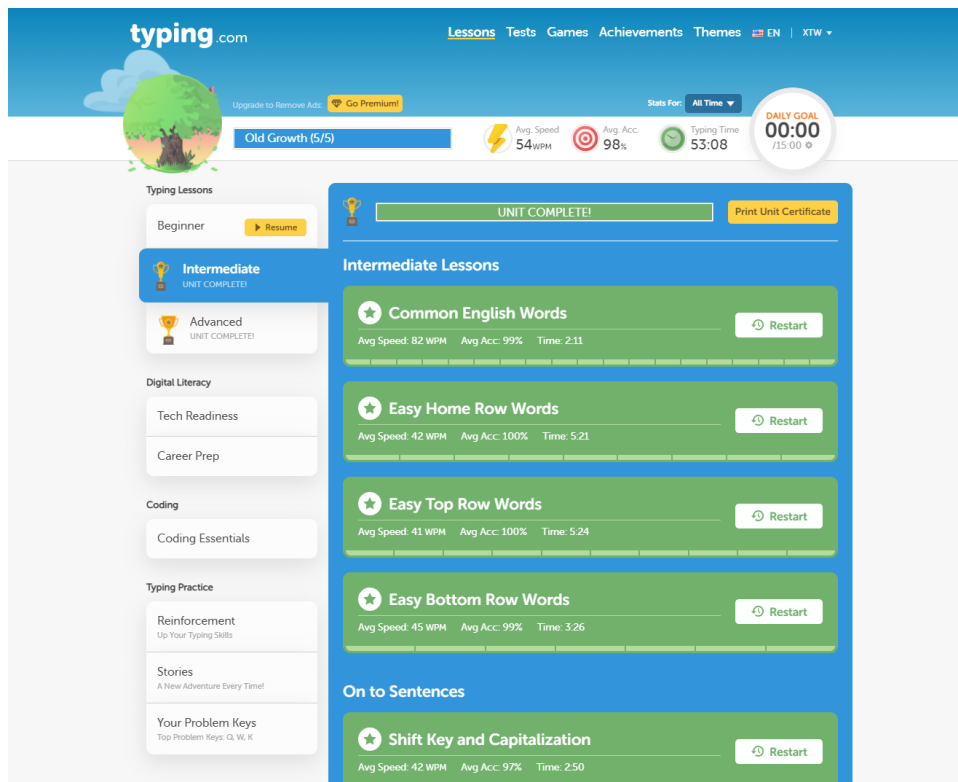 typing.com
Lessons Tests Games Achievements Themes EN | XTW
Upgrade to Remove Ads: Go Premium!
Stats For: All Time
Old Growth (5/5)
Avg. Speed
54WPM
Avg. Acc.
98%
Typing Time
53:08
DAILY GOAL
00:00
/15:00
Typing Lessons
Beginner
Resume
Intermediate
UNIT COMPLETE!
Advanced
UNIT COMPLETE!
Digital Literacy
Tech Readiness
Career Prep
Coding
Coding Essentials
Typing Practice
Reinforcement
Up Your Typing Skills
Stories
A New Adventure Every Time!
Your Problem Keys
Top Problem Keys: Q, W, K
UNIT COMPLETE!
Print Unit Certificate
Intermediate Lessons
Common English Words
Avg Speed: 82 WPM Avg Acc: 99% Time: 2:11
Restart
Easy Home Row Words
Avg Speed: 42 WPM Avg Acc: 100% Time: 5:21
Restart
Easy Top Row Words
Avg Speed: 41 WPM Avg Acc: 100% Time: 5:24
Restart
Easy Bottom Row Words
Avg Speed: 45 WPM Avg Acc: 99% Time: 3:26
Restart
On to Sentences
Shift Key and Capitalization
Avg Speed: 42 WPM Avg Acc: 97% Time: 2:50
Restart